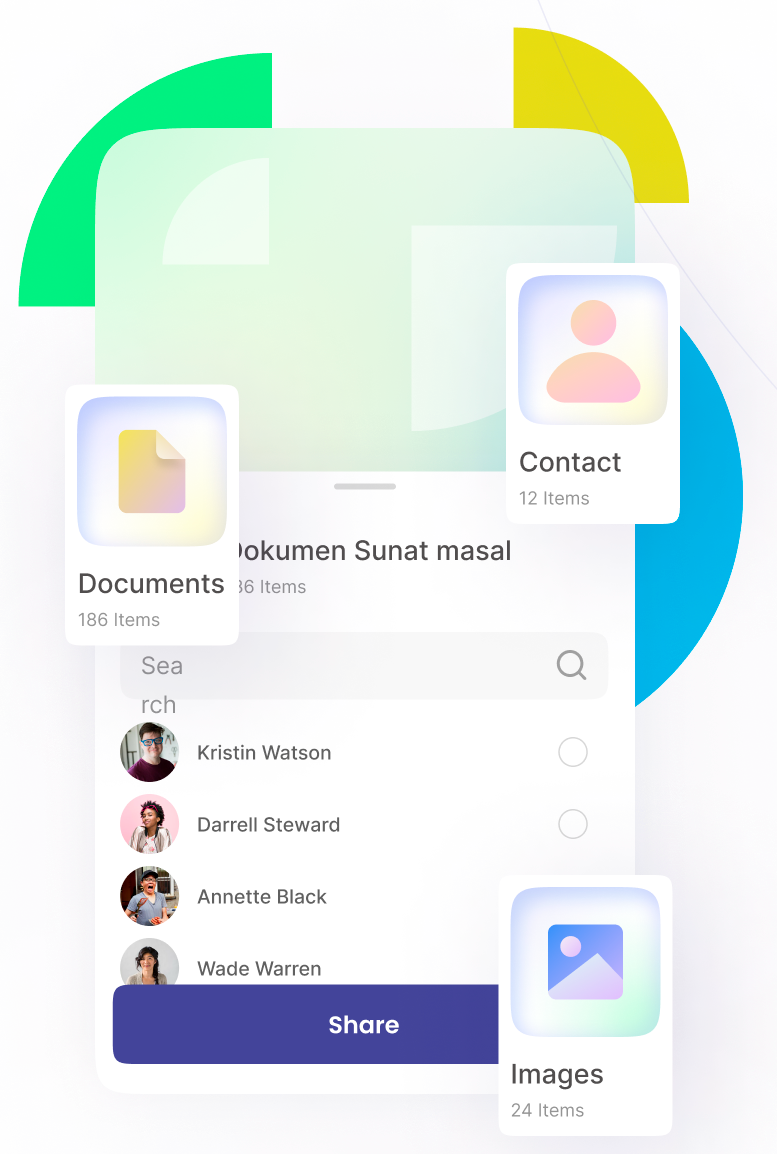 Contact
12 Items
Dokumen Sunat masal
36 Items
Documents
186 Items
Sea
rch
Kristin Watson
Darrell Steward
Annette Black
Wade Warren
Share
Images
24 Items